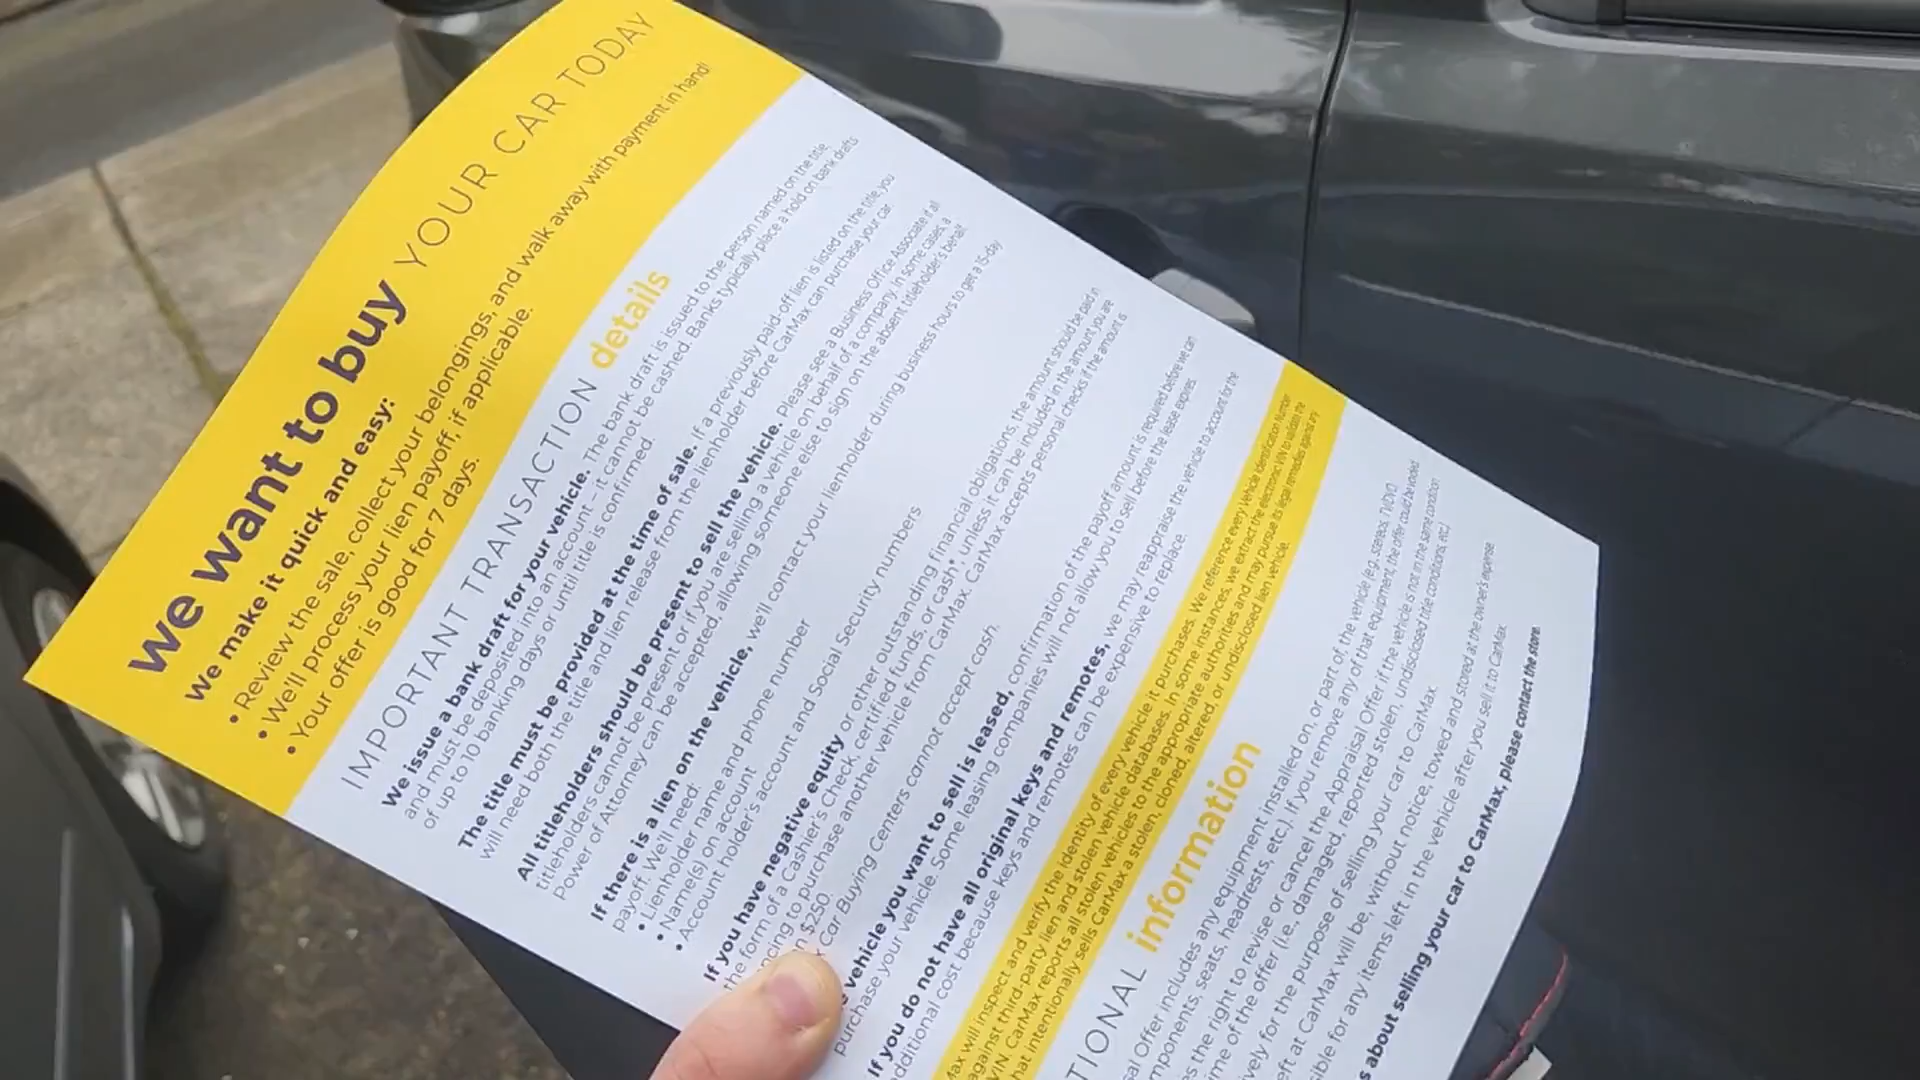 we want to buy YOUR CAR TODAY
We make it quick and easy:
• Review the sale, collect your belongings, and walk away with payment in hand!
• We'll process your lien payoff, if applicable.
• Your offer is good for 7 days.
IMPORTANT TRANSACTION details
We issue a bank draft for your vehicle. The bank draft is issued to the person named on the title,
and must be deposited into an account – it cannot be cashed. Banks typically place a hold on bank drafts
of up to 10 banking days or until title is confirmed.
The title must be provided at the time of sale. If a previously paid-off lien is listed on the title, you
will need both the title and lien release from the lienholder before CarMax can purchase your car.
All titleholders should be present to sell the vehicle. Please see a Business Office Associate if all
titleholders cannot be present or if you are selling a vehicle on behalf of a company. In some cases, a
Power of Attorney can be accepted, allowing someone else to sign on the absent titleholder's behalf.
If there is a lien on the vehicle, we'll contact your lienholder during business hours to get a 15-day
payoff. We'll need:
• Lienholder name and phone number
• Name(s) on account
• Account holder's account and Social Security numbers
If you have negative equity or other outstanding financial obligations, the amount should be paid in
the form of a Cashier's Check, certified funds, or cash*, unless it can be included in the amount you are
ncing to purchase another vehicle from CarMax. CarMax accepts personal checks if the amount is
n $250.
x Car Buying Centers cannot accept cash.
e vehicle you want to sell is leased, confirmation of the payoff amount is required before we can
purchase your vehicle. Some leasing companies will not allow you to sell before the lease expires.
If you do not have all original keys and remotes, we may reappraise the vehicle to account for the
additional cost because keys and remotes can be expensive to replace.
Max will inspect and verify the identity of every vehicle it purchases. We reference every Vehicle Identification Number
against third-party lien and stolen vehicle databases. In some instances, we extract the electronic VIN to validate the
VIN. CarMax reports all stolen vehicles to the appropriate authorities and may pursue its legal remedies against any
hat intentionally sells CarMax a stolen, cloned, altered, or undisclosed lien vehicle.
TIONAL information
al Offer includes any equipment installed on, or part of, the vehicle (e.g., stereos, TV/DVD
mponents, seats, headrests, etc.). If you remove any of that equipment, the offer could be voided.
es the right to revise or cancel the Appraisal Offer if the vehicle is not in the same condition
ime of the offer (i.e., damaged, reported stolen, undisclosed title conditions, etc.)
ively for the purpose of selling your car to CarMax.
eft at CarMax will be, without notice, towed and stored at the owner's expense.
sible for any items left in the vehicle after you sell it to CarMax.
s about selling your car to CarMax, please contact the store.